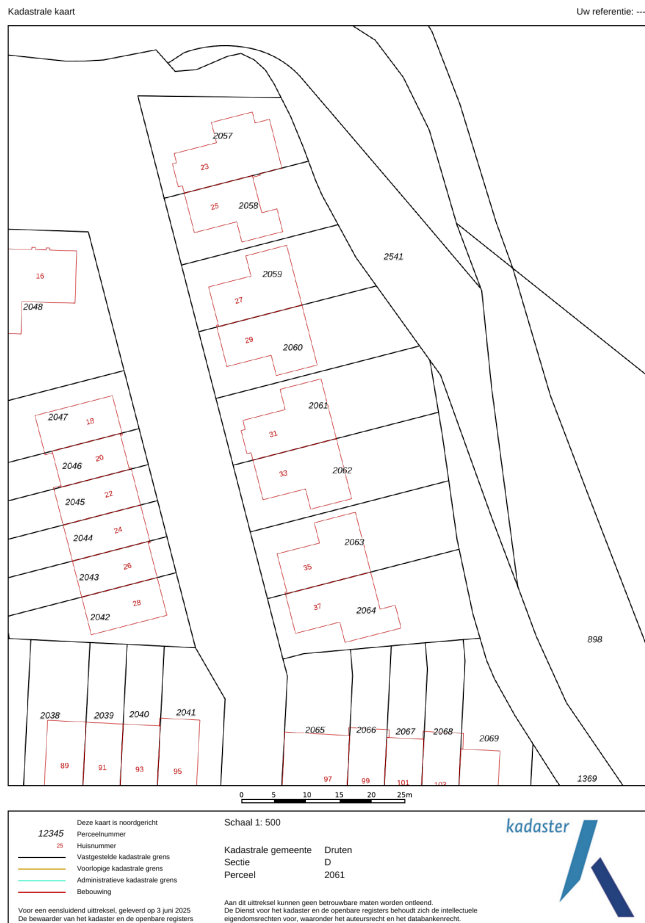 Kadastrale kaart Uw referentie: ---
2057
23
25 2058
2541
2059
16
27
2048
29
2060
2061
2047 18
31
20
2046
33 2062
22
2045
24
2044
2063
26
35
2043
28
37 2064
2042
898
2038 2039 2040 2041
2065 2066 2067 2068
2069
89 91 93 95
97 99 101 103
1369
0 5 10 15 20 25m
Deze kaart is noordgericht
12345 Perceelnummer
25 Huisnummer
Vastgestelde kadastrale grens
Voorlopige kadastrale grens
Administratieve kadastrale grens
Bebouwing
Voor een eensluidend uittreksel, geleverd op 3 juni 2025
De bewaarder van het kadaster en de openbare registers
Schaal 1: 500
Kadastrale gemeente Druten
Sectie D
Perceel 2061
Aan dit uittreksel kunnen geen betrouwbare maten worden ontleend.
De Dienst voor het kadaster en de openbare registers behoudt zich de intellectuele
eigendomsrechten voor, waaronder het auteursrecht en het databankenrecht.
kadaster